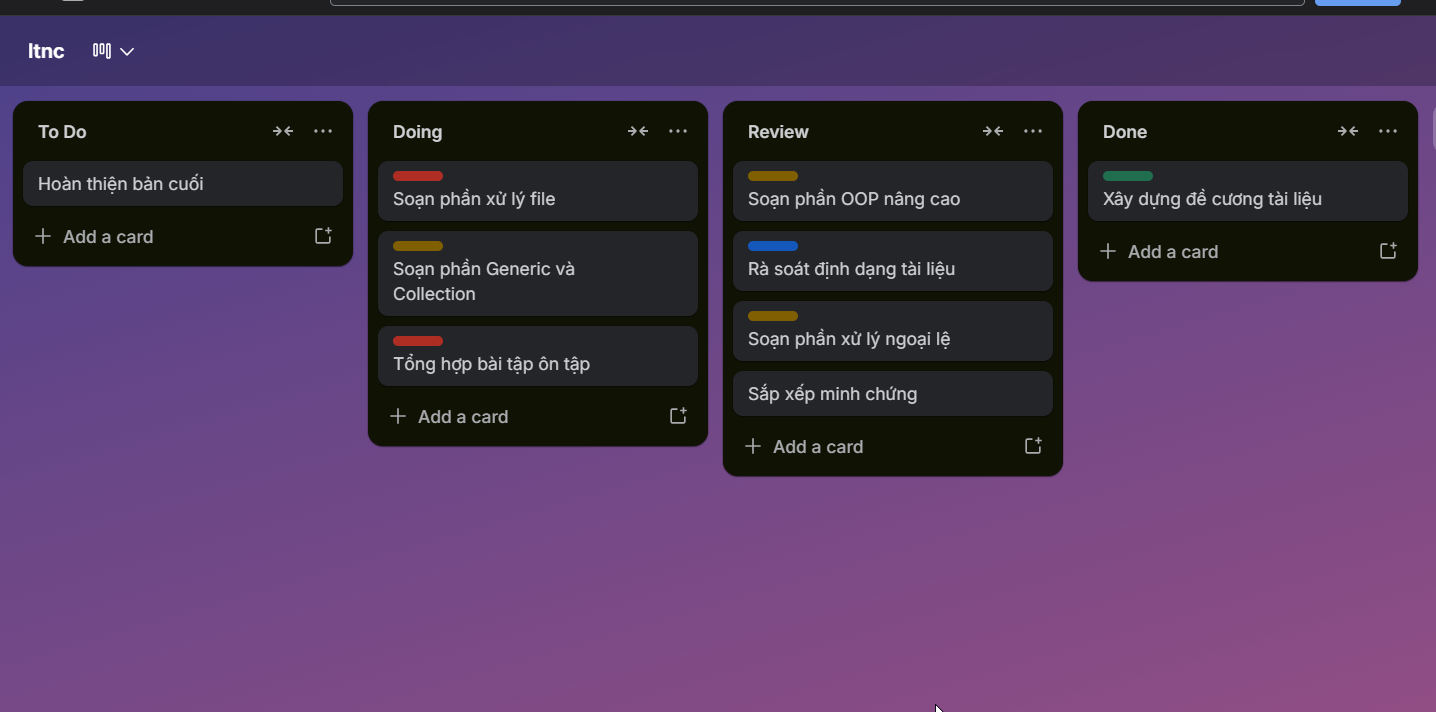 ltnc
To Do
Hoàn thiện bản cuối
Add a card
Doing
Soạn phần xử lý file
Soạn phần Generic và
Collection
Tổng hợp bài tập ôn tập
Add a card
Review
Soạn phần OOP nâng cao
Rà soát định dạng tài liệu
Soạn phần xử lý ngoại lệ
Sắp xếp minh chứng
Add a card
Done
Xây dựng đề cương tài liệu
Add a card